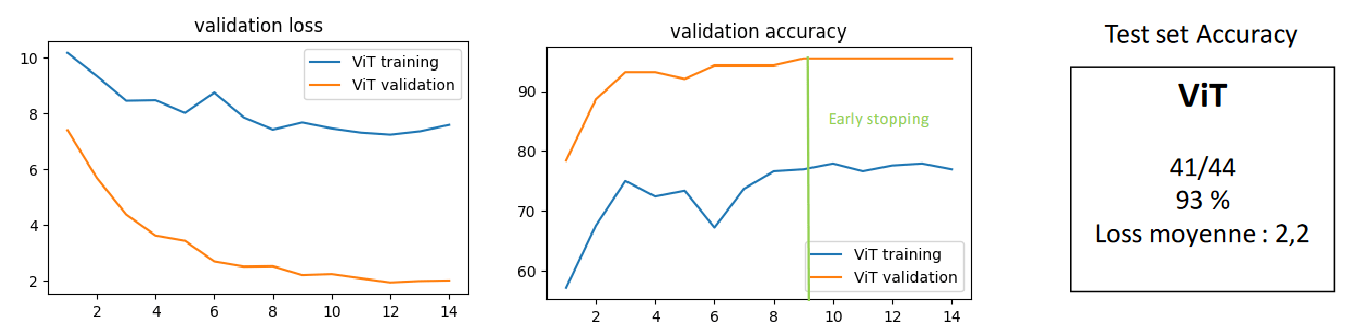 validation loss
10
8
6
4
2
ViT training
ViT validation
2 4 6 8 10 12 14
validation accuracy
90
80
70
60
Early stopping
ViT training
ViT validation
2 4 6 8 10 12 14
Test set Accuracy
ViT
41/44
93 %
Loss moyenne : 2,2